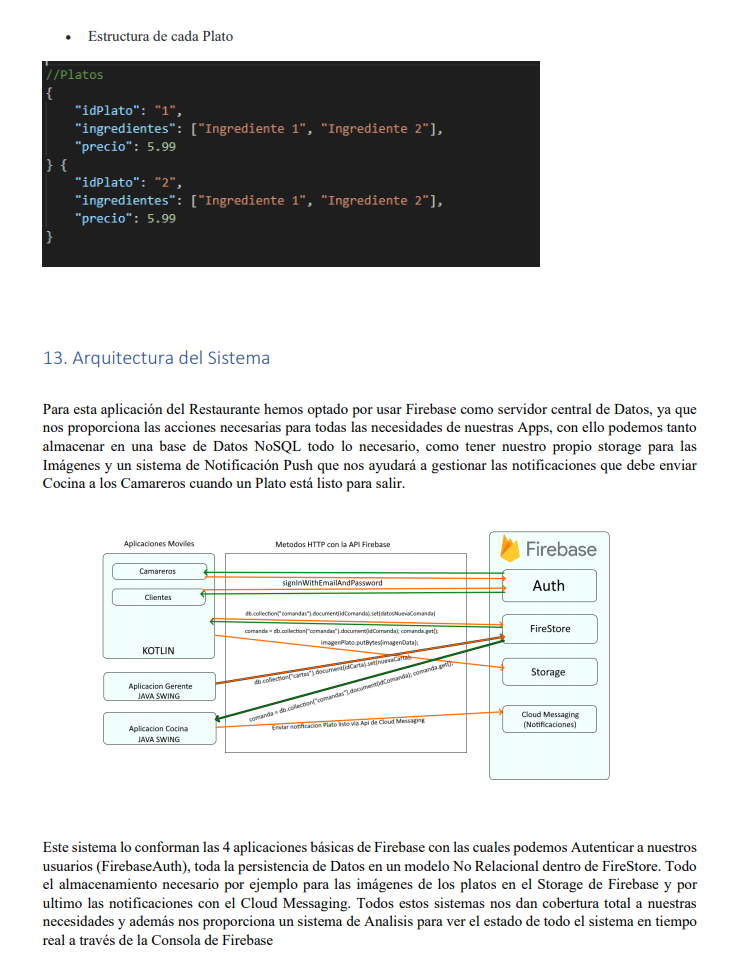 • Estructura de cada Plato
//Platos
{
"idPlato": "1",
"ingredientes": ["Ingrediente 1", "Ingrediente 2"],
"precio": 5.99
} {
"idPlato": "2",
"ingredientes": ["Ingrediente 1", "Ingrediente 2"],
"precio": 5.99
}
13. Arquitectura del Sistema
Para esta aplicación del Restaurante hemos optado por usar Firebase como servidor central de Datos, ya que
nos proporciona las acciones necesarias para todas las necesidades de nuestras Apps, con ello podemos tanto
almacenar en una base de Datos NoSQL todo lo necesario, como tener nuestro propio storage para las
Imágenes y un sistema de Notificación Push que nos ayudará a gestionar las notificaciones que debe enviar
Cocina a los Camareros cuando un Plato está listo para salir.
Aplicaciones Moviles
Metodos HTTP con la API Firebase
Firebase
Camareros
Clientes
KOTLIN
signInWithEmailAndPassword
Auth
db.collection("comandas").document(idComanda).set(datosNuevaComanda)
comanda = db.collection("comandas").document(idComanda); comanda.get();
imagenPlato.putBytes(imagenData);
FireStore
Storage
Aplicacion Gerente
JAVA SWING
db.collection("cartas").document(idCarta).set(nuevaCarta);
comanda = db.collection("comandas").document(idComanda); comanda.get();
Aplicacion Cocina
JAVA SWING
Enviar notificacion Plato listo via Api de Cloud Messaging
Cloud Messaging
(Notificaciones)
Este sistema lo conforman las 4 aplicaciones básicas de Firebase con las cuales podemos Autenticar a nuestros
usuarios (FirebaseAuth), toda la persistencia de Datos en un modelo No Relacional dentro de FireStore. Todo
el almacenamiento necesario por ejemplo para las imágenes de los platos en el Storage de Firebase y por
ultimo las notificaciones con el Cloud Messaging. Todos estos sistemas nos dan cobertura total a nuestras
necesidades y además nos proporciona un sistema de Analisis para ver el estado de todo el sistema en tiempo
real a través de la Consola de Firebase